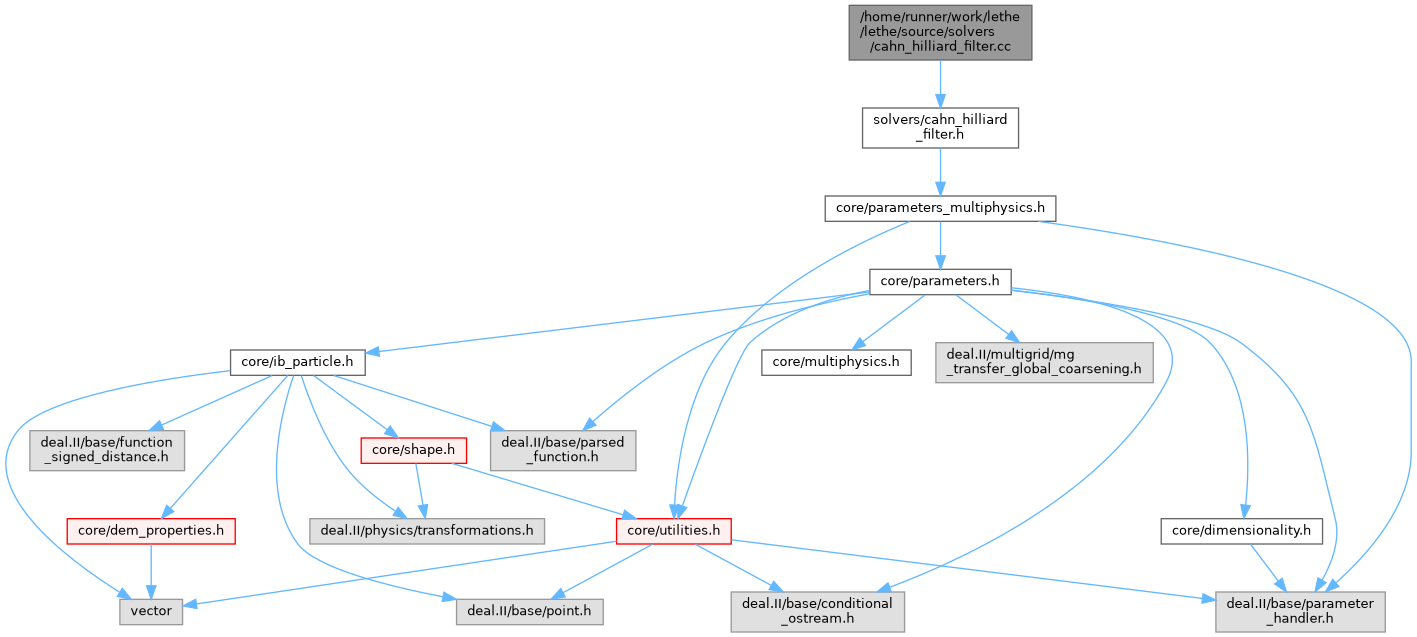 /home/runner/work/lethe
/lethe/source/solvers
/cahn_hilliard_filter.cc
solvers/cahn_hilliard
_filter.h
core/parameters_multiphysics.h
core/parameters.h
core/ib_particle.h
core/multiphysics.h
deal.II/multigrid/mg
_transfer_global_coarsening.h
deal.II/base/function
_signed_distance.h
core/shape.h
deal.II/base/parsed
_function.h
core/dem_properties.h
deal.II/physics/transformations.h
core/utilities.h
core/dimensionality.h
vector
deal.II/base/point.h
deal.II/base/conditional
_ostream.h
deal.II/base/parameter
_handler.h